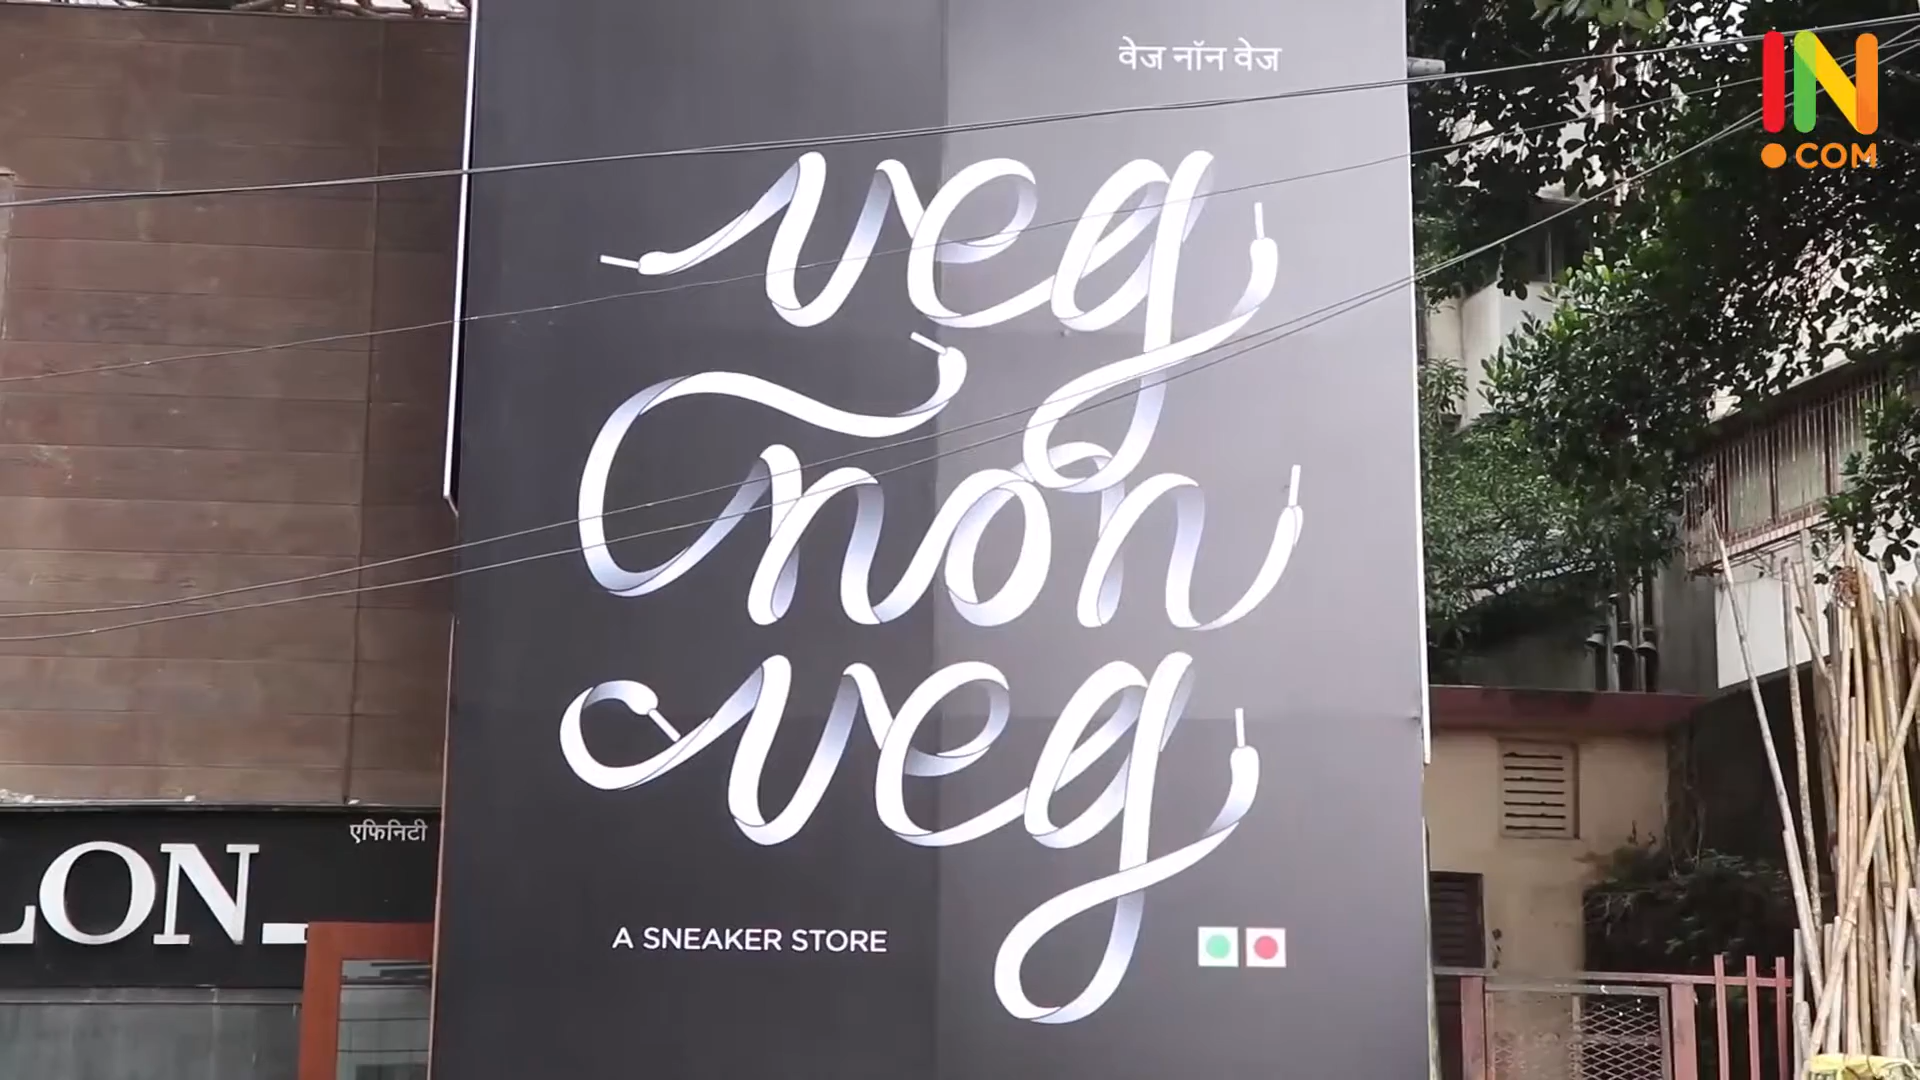 वेज नॉन वेज
IN
.COM
veg
non
veg
एफिनिटी
LON
A SNEAKER STORE